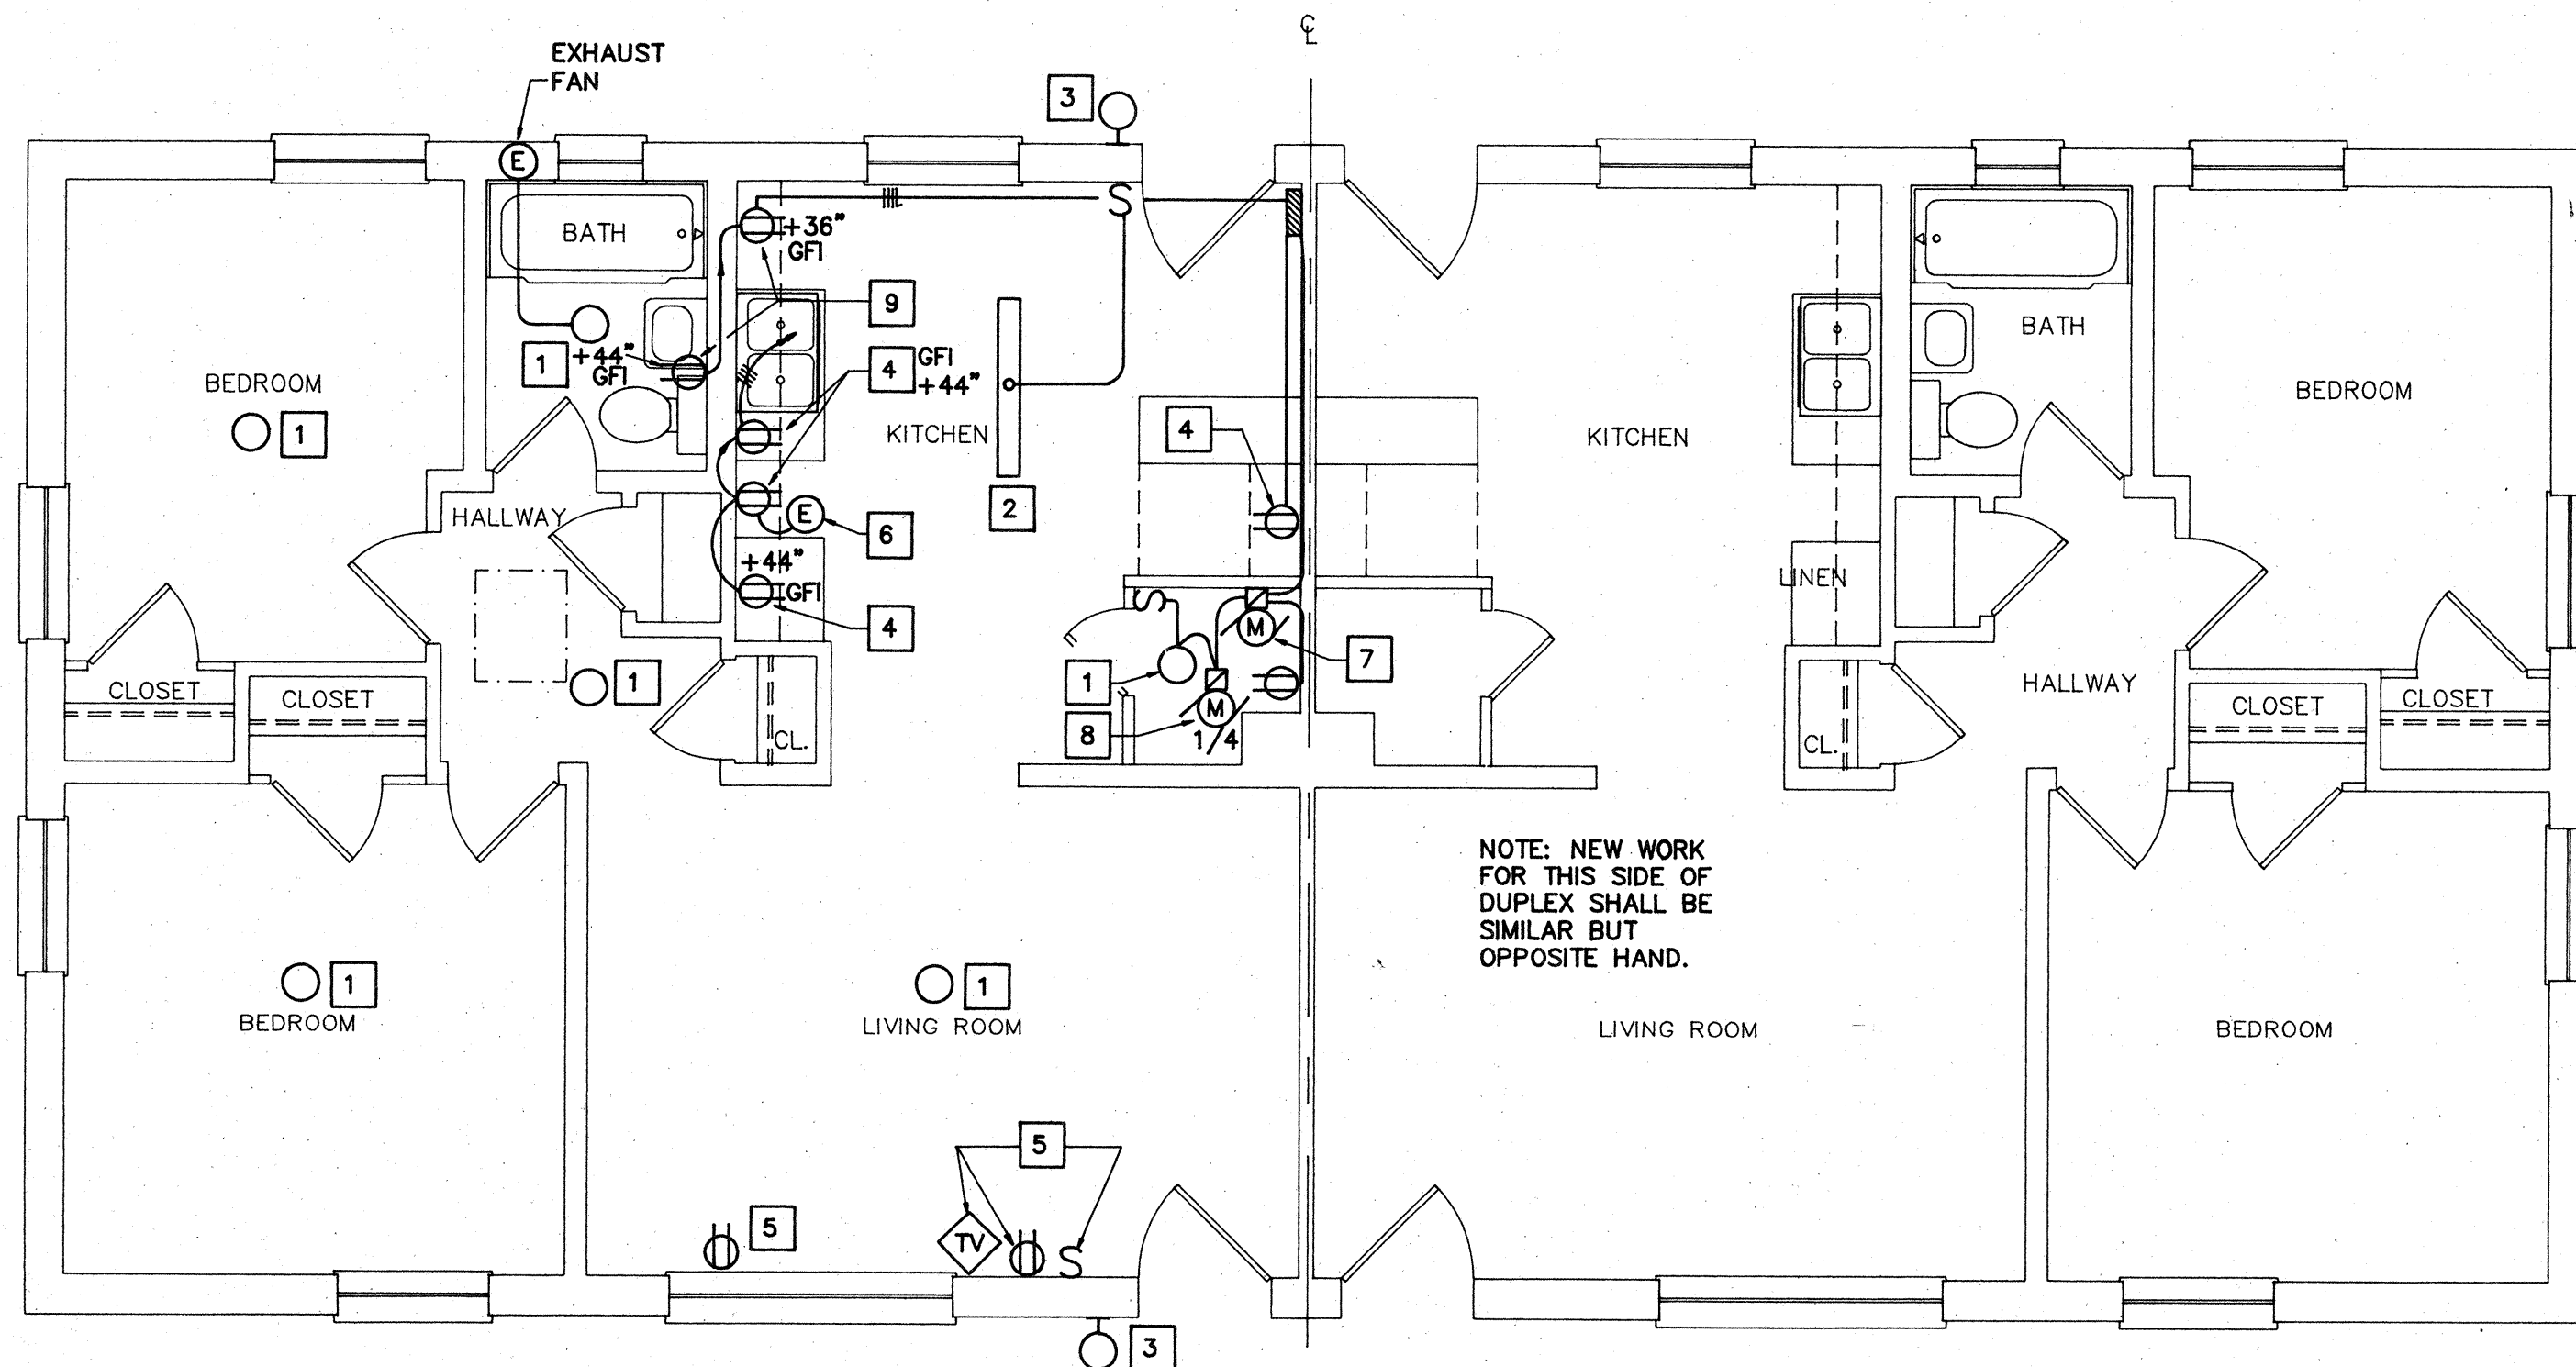 ℄
EXHAUST
FAN
3
E
S
BATH
+36"
GFI
9
1
+44"
GFI
4
GFI
+44"
BATH
BEDROOM
1
KITCHEN
4
KITCHEN
BEDROOM
2
HALLWAY
E
6
+44"
GFI
4
LINEN
S
M
7
1
M
8
1/4
1
CLOSET
CLOSET
CL.
HALLWAY
CLOSET
CLOSET
CL.
NOTE: NEW WORK
FOR THIS SIDE OF
DUPLEX SHALL BE
SIMILAR BUT
OPPOSITE HAND.
1
BEDROOM
1
LIVING ROOM
LIVING ROOM
BEDROOM
5
5
TV
S
3